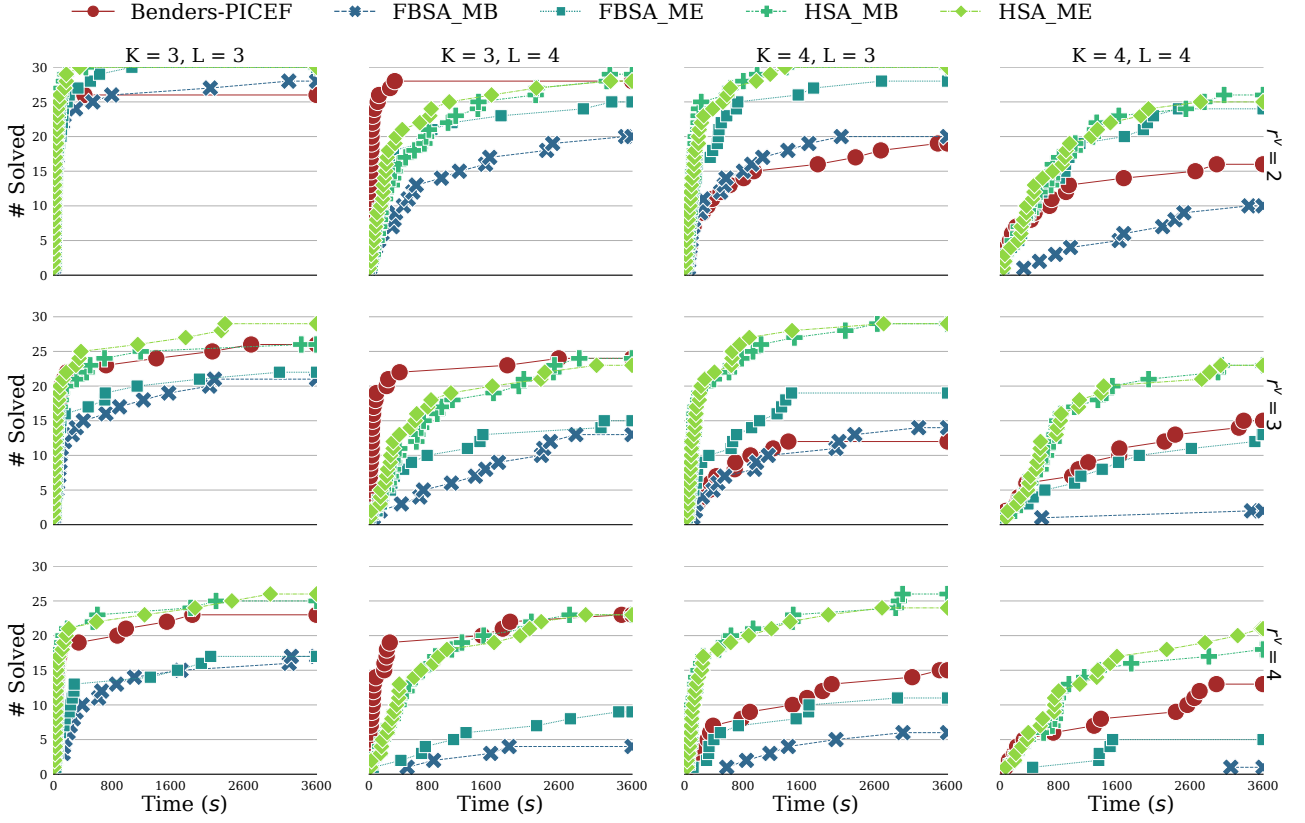 Benders-PICEF FBSA_MB FBSA_ME HSA_MB HSA_ME
K = 3, L = 3 K = 3, L = 4 K = 4, L = 3 K = 4, L = 4
# Solved
30
25
20
15
10
5
0
r^v = 2
# Solved
30
25
20
15
10
5
0
r^v = 3
# Solved
30
25
20
15
10
5
0
r^v = 4
0 800 1600 2600 3600 0 800 1600 2600 3600 0 800 1600 2600 3600 0 800 1600 2600 3600
Time (s) Time (s) Time (s) Time (s)